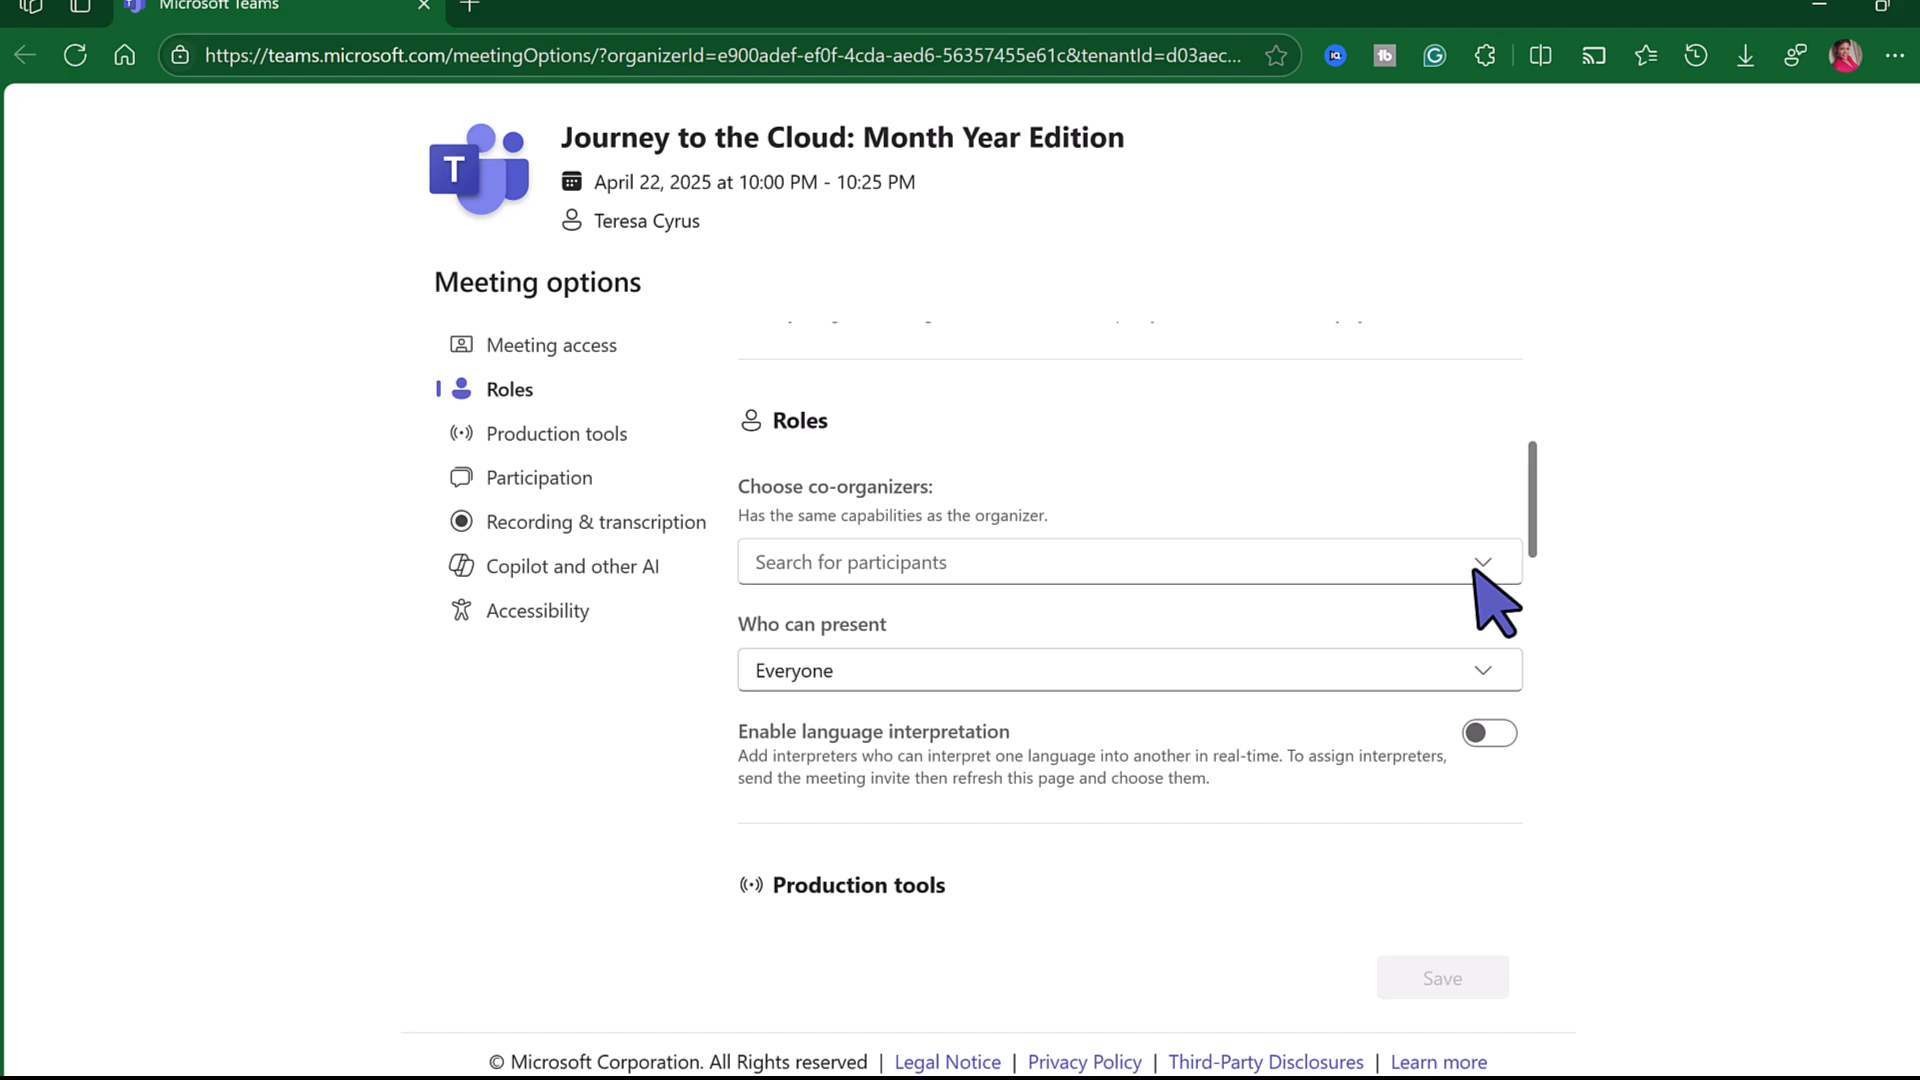 Microsoft Teams
https://teams.microsoft.com/meetingOptions/?organizerId=e900adef-ef0f-4cda-aed6-56357455e61c&tenantId=d03aec...
T
Journey to the Cloud: Month Year Edition
April 22, 2025 at 10:00 PM - 10:25 PM
Teresa Cyrus
Meeting options
Meeting access
Roles
Production tools
Participation
Recording & transcription
Copilot and other AI
Accessibility
Roles
Choose co-organizers:
Has the same capabilities as the organizer.
Search for participants
Who can present
Everyone
Enable language interpretation
Add interpreters who can interpret one language into another in real-time. To assign interpreters,
send the meeting invite then refresh this page and choose them.
Production tools
Save
© Microsoft Corporation. All Rights reserved | Legal Notice | Privacy Policy | Third-Party Disclosures | Learn more